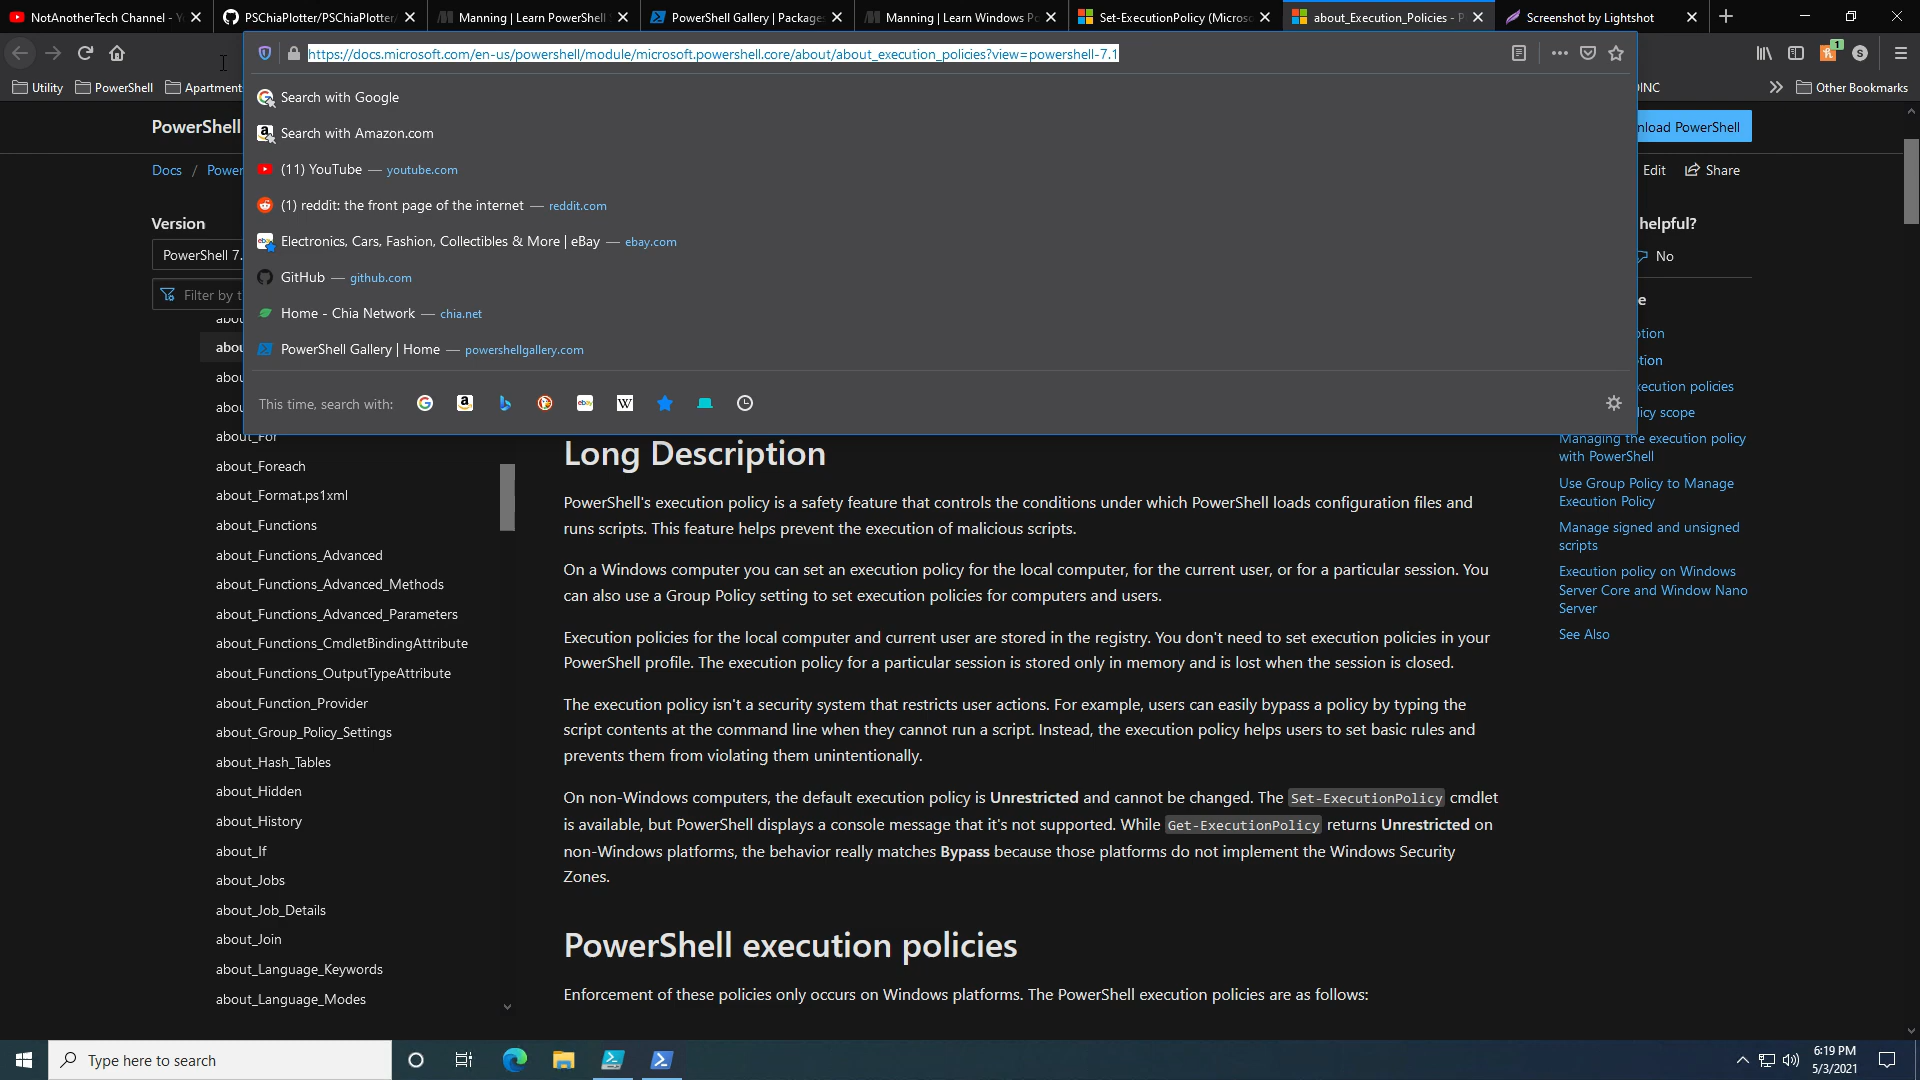 NotAnotherTech Channel - Y
PSChiaPlotter/PSChiaPlotter
Manning | Learn PowerShell
PowerShell Gallery | Packages
Manning | Learn Windows Po
Set-ExecutionPolicy (Micros
about_Execution_Policies - P
Screenshot by Lightshot
https://docs.microsoft.com/en-us/powershell/module/microsoft.powershell.core/about/about_execution_policies?view=powershell-7.1
1
S
Utility
PowerShell
Apartment
INC
Other Bookmarks
Search with Google
Search with Amazon.com
(11) YouTube — youtube.com
(1) reddit: the front page of the internet — reddit.com
Electronics, Cars, Fashion, Collectibles & More | eBay — ebay.com
GitHub — github.com
Home - Chia Network — chia.net
PowerShell Gallery | Home — powershellgallery.com
This time, search with:
PowerShell
nload PowerShell
Docs / Power
Edit
Share
Version
PowerShell 7.
Filter by t
helpful?
No
e
otion
tion
ecution policies
licy scope
Managing the execution policy
with PowerShell
Use Group Policy to Manage
Execution Policy
Manage signed and unsigned
scripts
Execution policy on Windows
Server Core and Window Nano
Server
See Also
abou
abou
abou
abou
about_For
about_Foreach
about_Format.ps1xml
about_Functions
about_Functions_Advanced
about_Functions_Advanced_Methods
about_Functions_Advanced_Parameters
about_Functions_CmdletBindingAttribute
about_Functions_OutputTypeAttribute
about_Function_Provider
about_Group_Policy_Settings
about_Hash_Tables
about_Hidden
about_History
about_If
about_Jobs
about_Job_Details
about_Join
about_Language_Keywords
about_Language_Modes
Long Description
PowerShell's execution policy is a safety feature that controls the conditions under which PowerShell loads configuration files and
runs scripts. This feature helps prevent the execution of malicious scripts.
On a Windows computer you can set an execution policy for the local computer, for the current user, or for a particular session. You
can also use a Group Policy setting to set execution policies for computers and users.
Execution policies for the local computer and current user are stored in the registry. You don't need to set execution policies in your
PowerShell profile. The execution policy for a particular session is stored only in memory and is lost when the session is closed.
The execution policy isn't a security system that restricts user actions. For example, users can easily bypass a policy by typing the
script contents at the command line when they cannot run a script. Instead, the execution policy helps users to set basic rules and
prevents them from violating them unintentionally.
On non-Windows computers, the default execution policy is Unrestricted and cannot be changed. The Set-ExecutionPolicy cmdlet
is available, but PowerShell displays a console message that it's not supported. While Get-ExecutionPolicy returns Unrestricted on
non-Windows platforms, the behavior really matches Bypass because those platforms do not implement the Windows Security
Zones.
PowerShell execution policies
Enforcement of these policies only occurs on Windows platforms. The PowerShell execution policies are as follows:
Type here to search
6:19 PM
5/3/2021